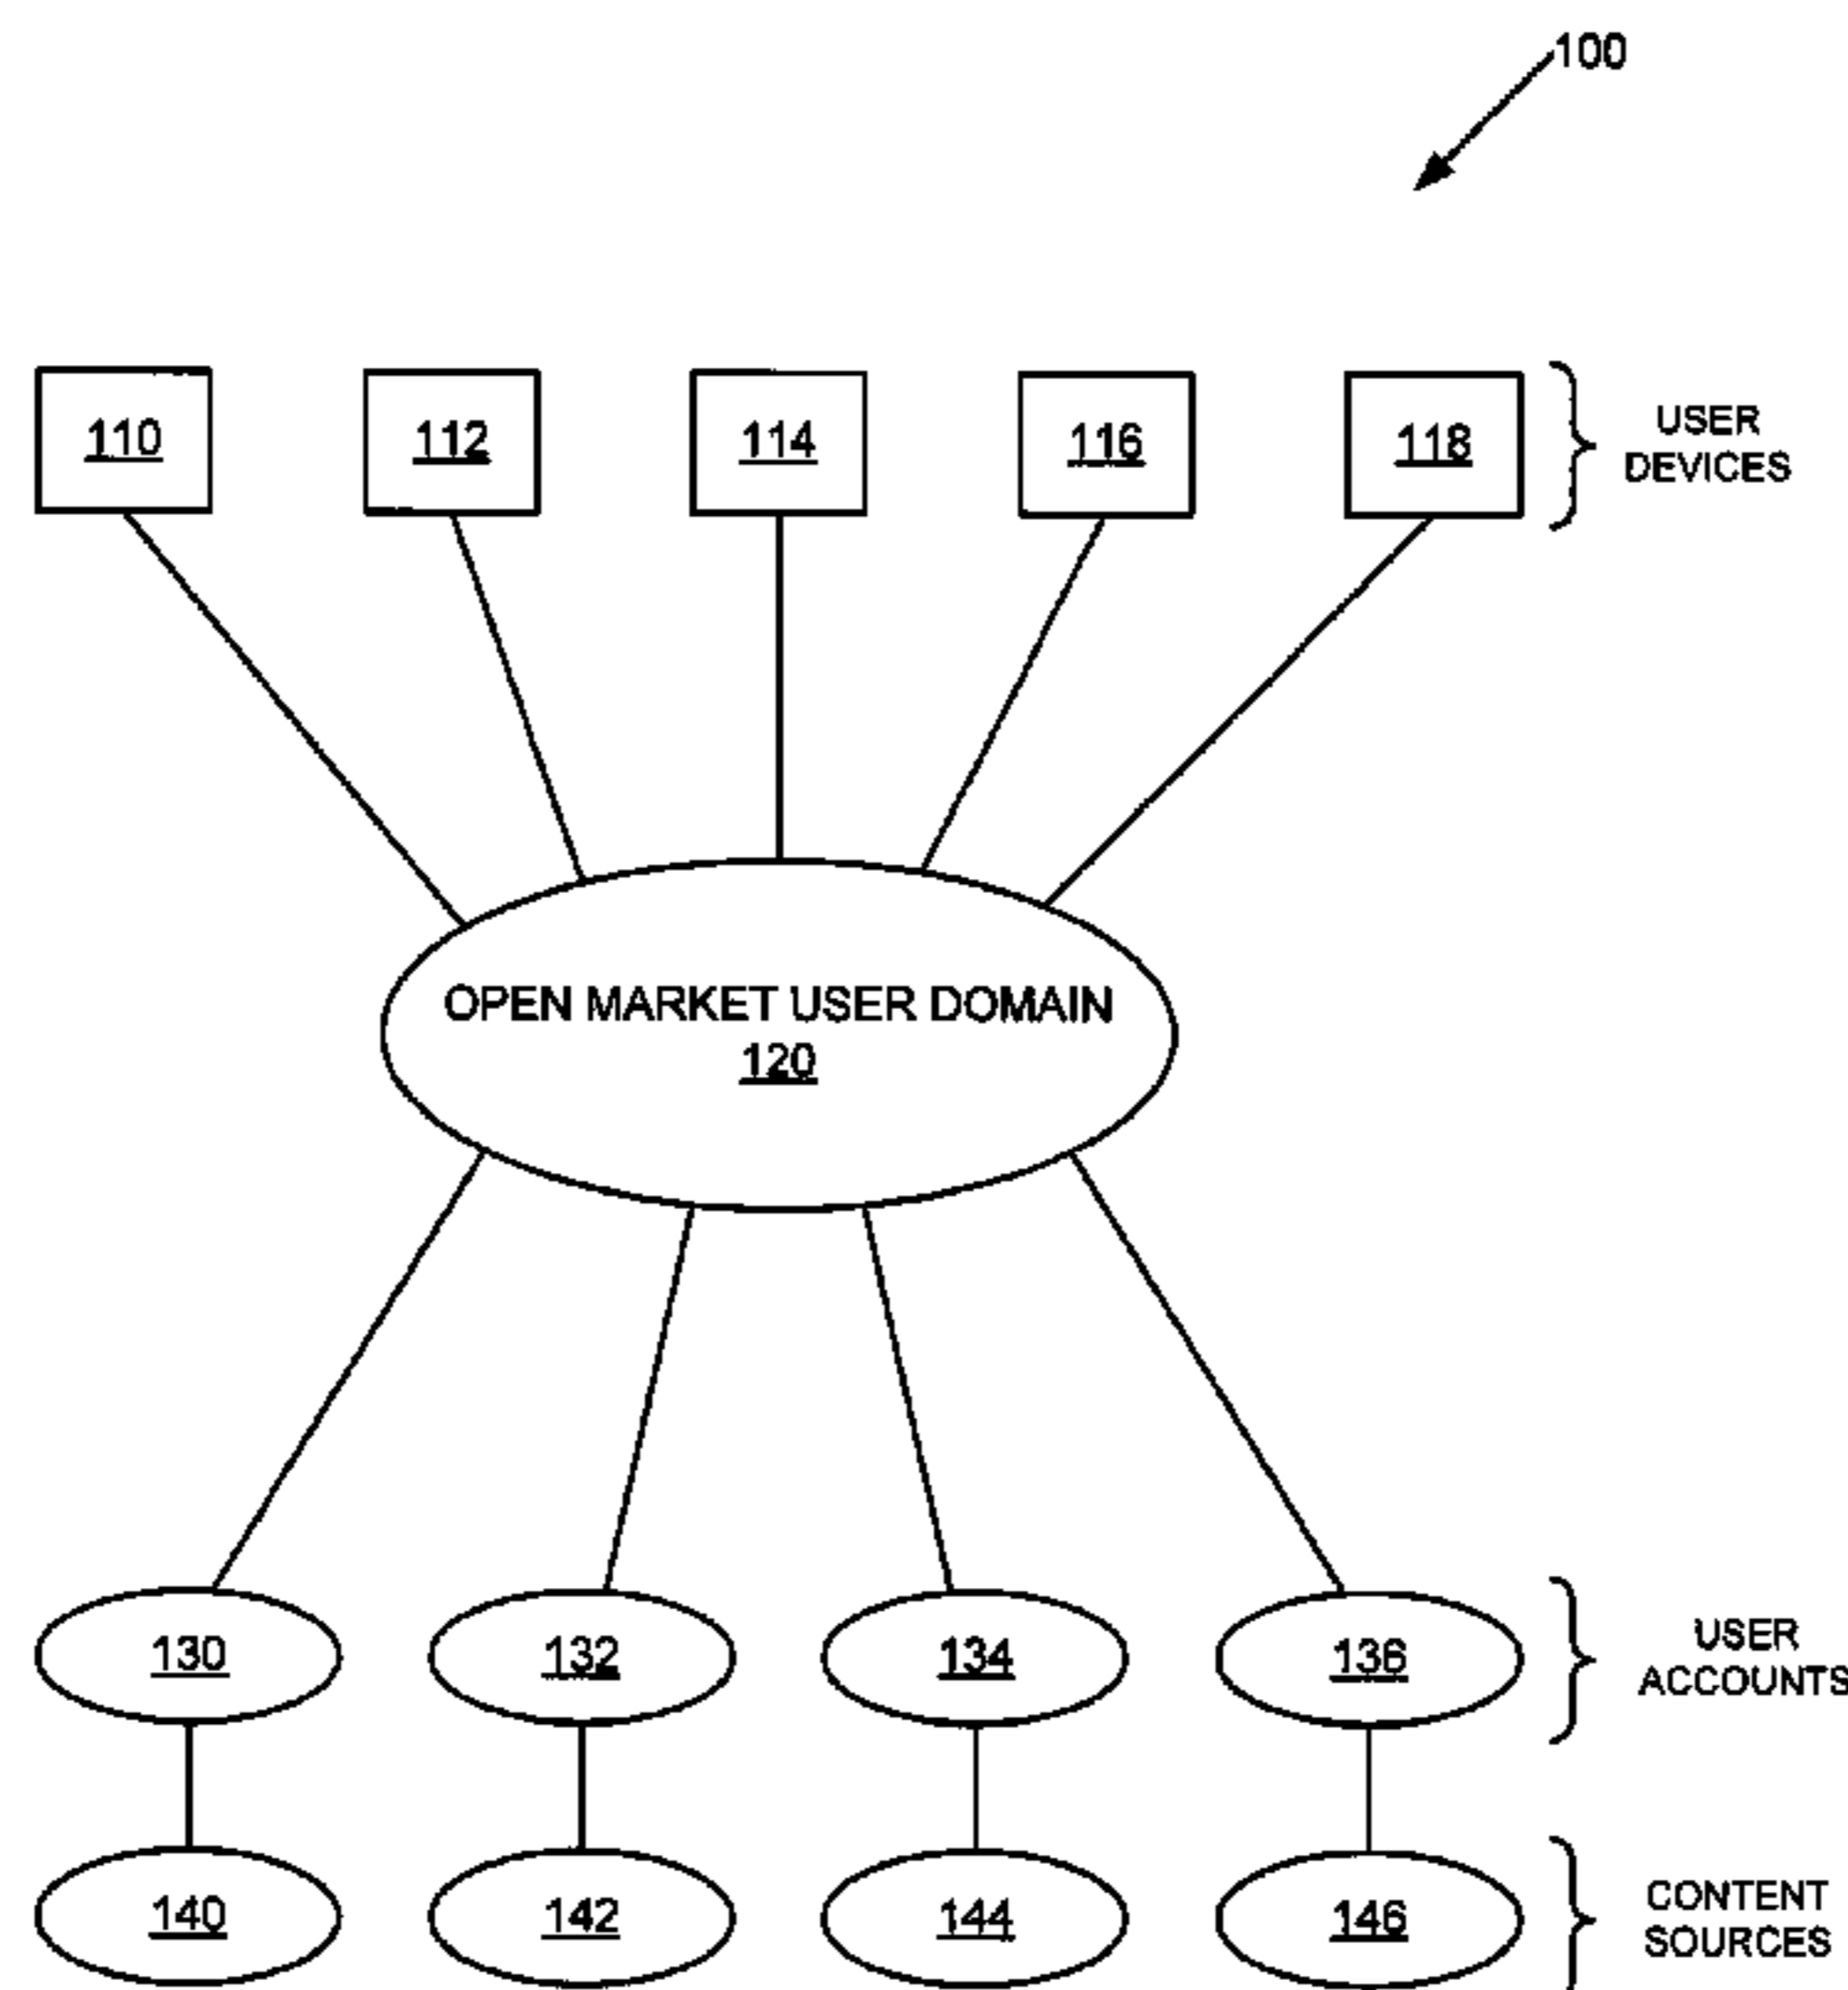 100
110 112 114 116 118
USER
DEVICES
OPEN MARKET USER DOMAIN
120
130 132 134 136
USER
ACCOUNTS
140 142 144 146
CONTENT
SOURCES